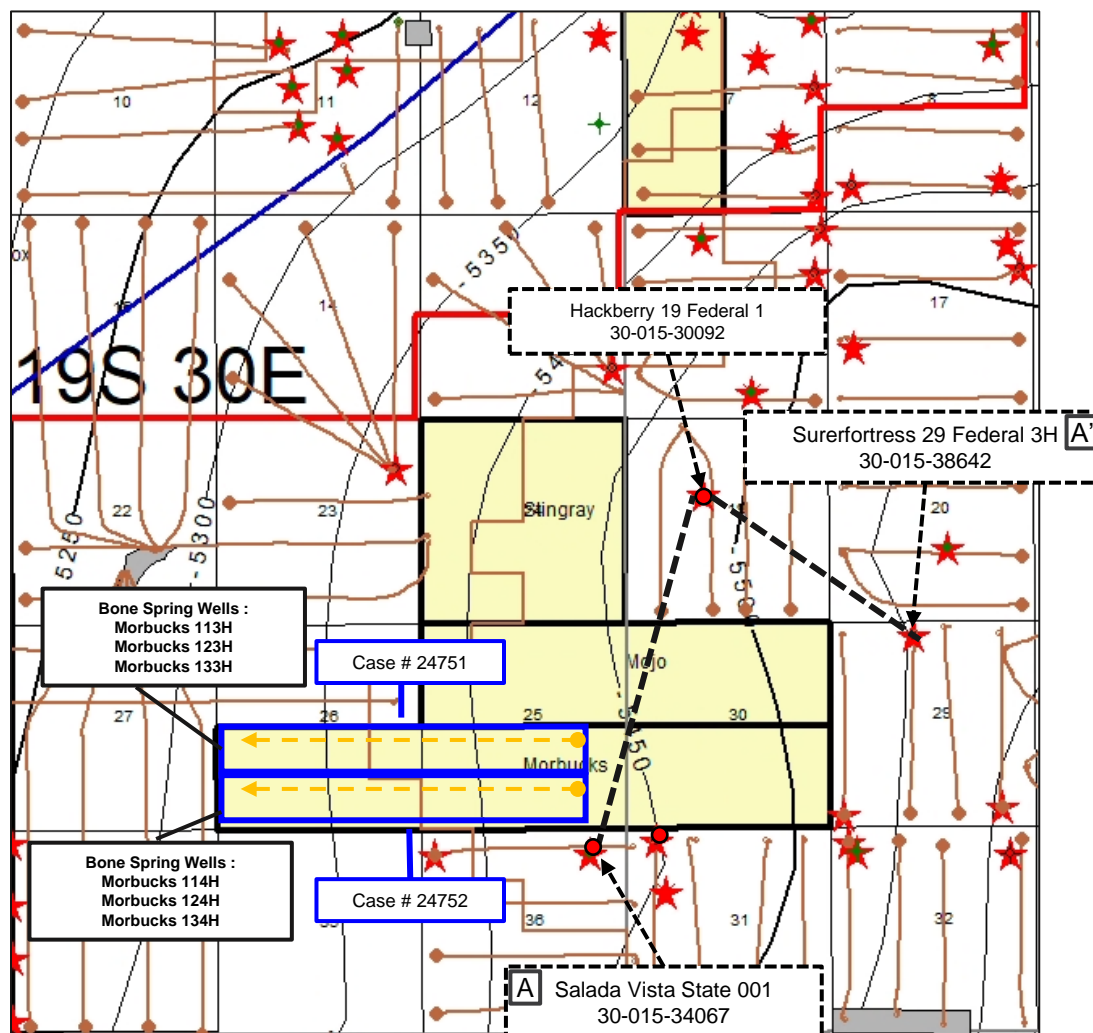 10
11
12
7
8
-5350
OX
14
17
Hackberry 19 Federal 1
30-015-30092
19S 30E
Surerfortress 29 Federal 3H
30-015-38642
A'
22
23
Stingray
20
5250
-5300
-5500
Bone Spring Wells :
Morbucks 113H
Morbucks 123H
Morbucks 133H
Case # 24751
Mojo
27
26
25
30
29
Morbucks
Bone Spring Wells :
Morbucks 114H
Morbucks 124H
Morbucks 134H
Case # 24752
36
31
32
A
Salada Vista State 001
30-015-34067